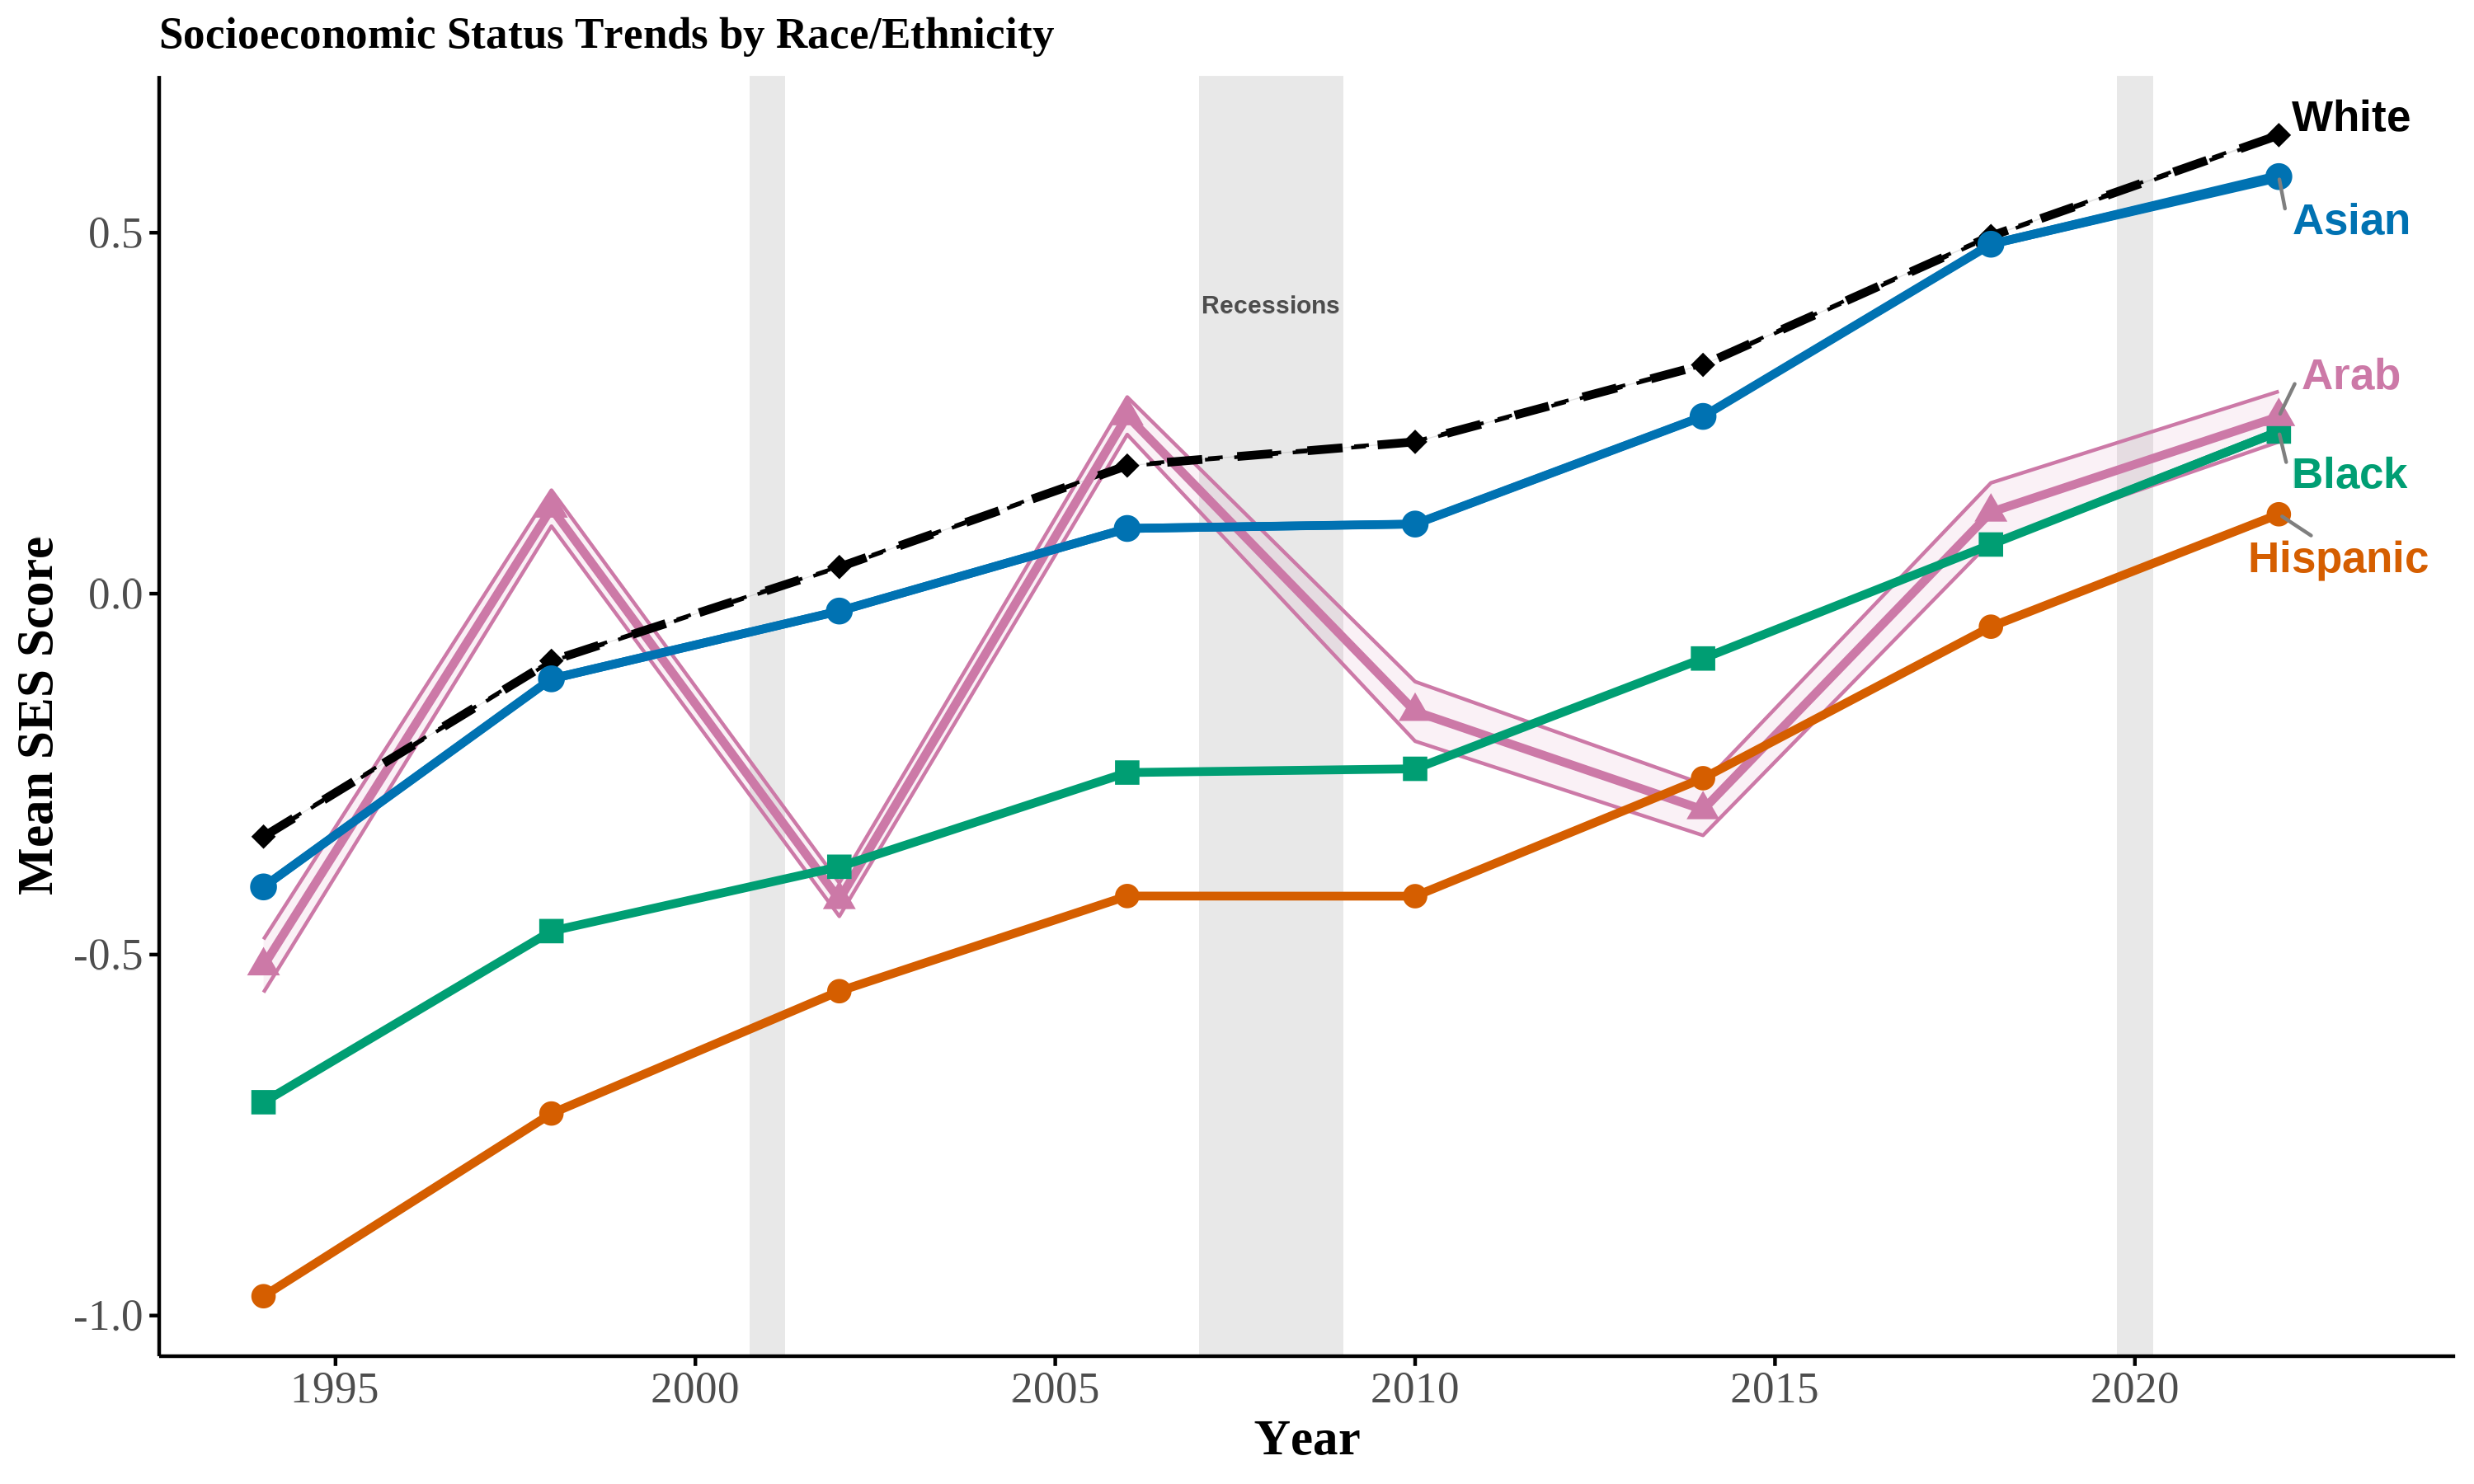 Socioeconomic Status Trends by Race/Ethnicity
White
Asian
Recessions
Arab
Black
Hispanic
Mean SES Score
0.5
0.0
-0.5
-1.0
1995
2000
2005
2010
2015
2020
Year